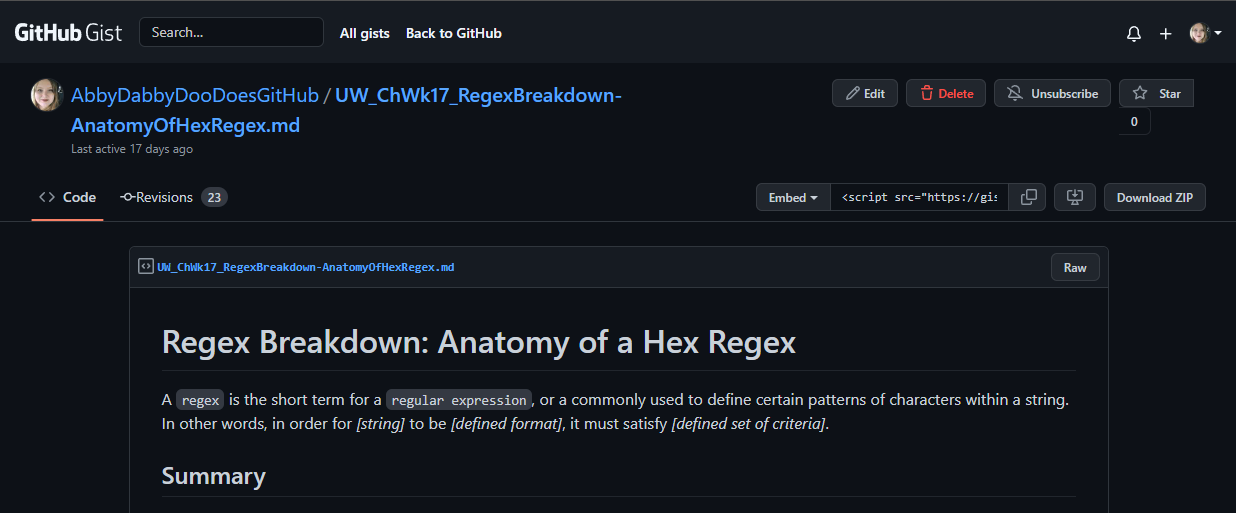 GitHub Gist Search... All gists Back to GitHub
AbbyDabbyDooDoesGitHub / UW_ChWk17_RegexBreakdown-
AnatomyOfHexRegex.md
Last active 17 days ago
Edit Delete Unsubscribe Star
0
Code Revisions 23
Embed <script src="https://gis Download ZIP
UW_ChWk17_RegexBreakdown-AnatomyOfHexRegex.md Raw
Regex Breakdown: Anatomy of a Hex Regex
A regex is the short term for a regular expression, or a commonly used to define certain patterns of characters within a string.
In other words, in order for [string] to be [defined format], it must satisfy [defined set of criteria].
Summary